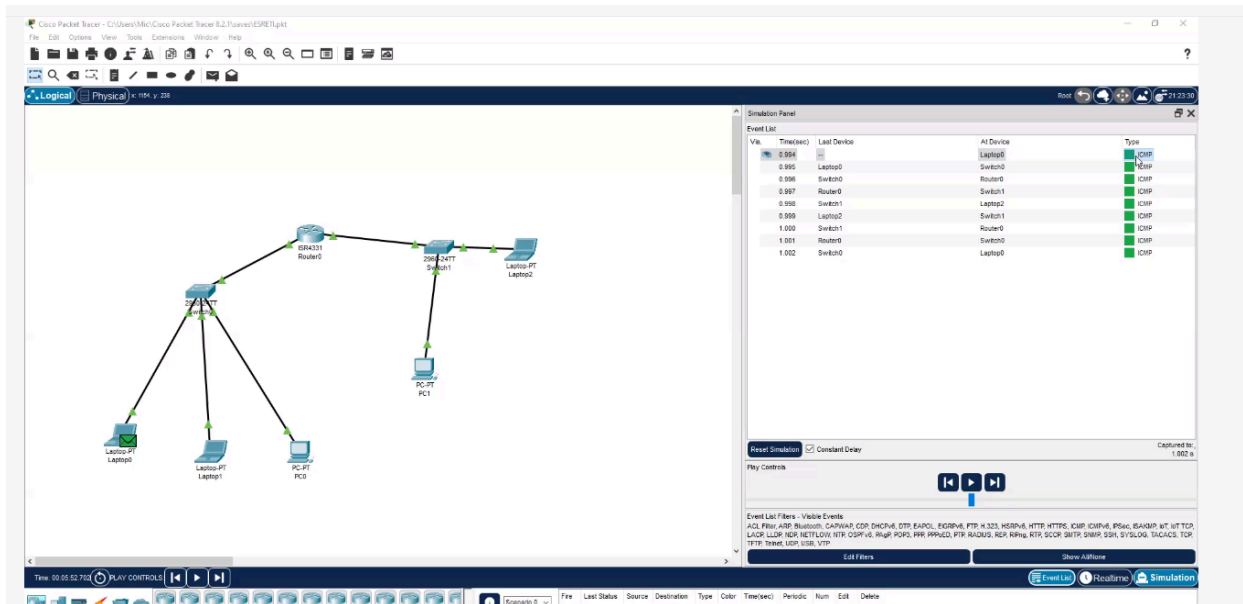 Cisco Packet Tracer - C:\Users\Mic\Cisco Packet Tracer 8.2.1\saves\ESRETI.pkt
File Edit Options View Tools Extensions Window Help
?
Logical Physical x: 1154, y: 238 Root 21:23:30
Simulation Panel
Event List
Vis. Time(sec) Last Device At Device Type
0.994 -- Laptop0 ICMP
0.995 Laptop0 Switch0 ICMP
0.996 Switch0 Router0 ICMP
0.997 Router0 Switch1 ICMP
0.998 Switch1 Laptop2 ICMP
0.999 Laptop2 Switch1 ICMP
1.000 Switch1 Router0 ICMP
1.001 Router0 Switch0 ICMP
1.002 Switch0 Laptop0 ICMP
ISR4331
Router0
2960-24TT
Switch1
Laptop-PT
Laptop2
2960-24TT
PC-PT
PC1
Laptop-PT
Laptop0
Laptop-PT
Laptop1
PC-PT
PC0
Reset Simulation Constant Delay Captured to:
1.002 s
Play Controls
Event List Filters - Visible Events
ACL Filter, ARP, Bluetooth, CAPWAP, CDP, DHCPv6, DTP, EAPOL, EIGRPv6, FTP, H.323, HSRPv6, HTTP, HTTPS, ICMP, ICMPv6, IPSec, ISAKMP, IoT, IoT TCP,
LACP, LLDP, NDP, NETFLOW, NTP, OSPFv6, PAgP, POP3, PPP, PPPoED, PTP, RADIUS, REP, RIPng, RTP, SCCP, SMTP, SNMP, SSH, SYSLOG, TACACS, TCP,
TFTP, Telnet, UDP, USB, VTP
Edit Filters Show All/None
Time: 00:05:52.702 PLAY CONTROLS: Event List Realtime Simulation
Scenario 0 Fire Last Status Source Destination Type Color Time(sec) Periodic Num Edit Delete